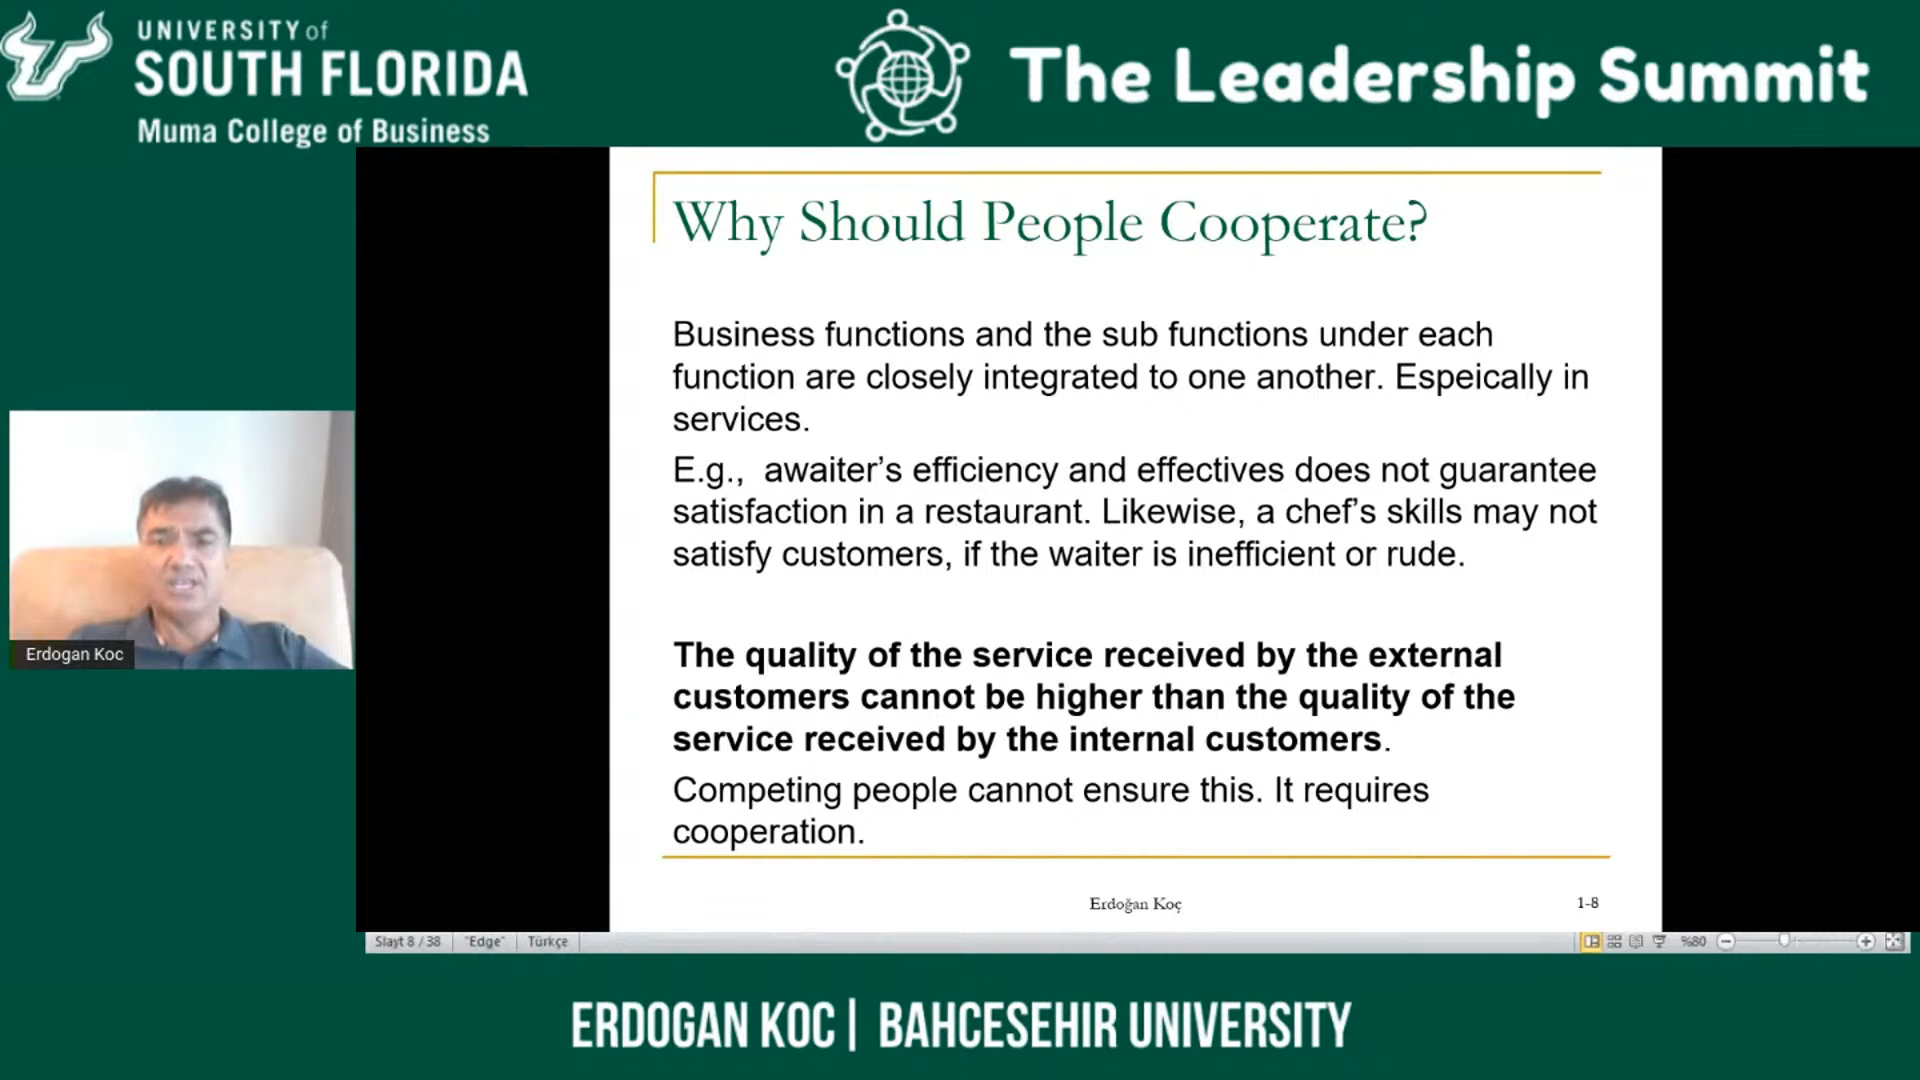 UNIVERSITY of
SOUTH FLORIDA
Muma College of Business
The Leadership Summit
Why Should People Cooperate?
Business functions and the sub functions under each
function are closely integrated to one another. Espeically in
services.
E.g., awaiter’s efficiency and effectives does not guarantee
satisfaction in a restaurant. Likewise, a chef’s skills may not
satisfy customers, if the waiter is inefficient or rude.
The quality of the service received by the external
customers cannot be higher than the quality of the
service received by the internal customers.
Competing people cannot ensure this. It requires
cooperation.
Erdoğan Koç
1-8
Erdogan Koc
Slayt 8 / 38 "Edge" Türkçe %80
ERDOGAN KOC | BAHCESEHIR UNIVERSITY